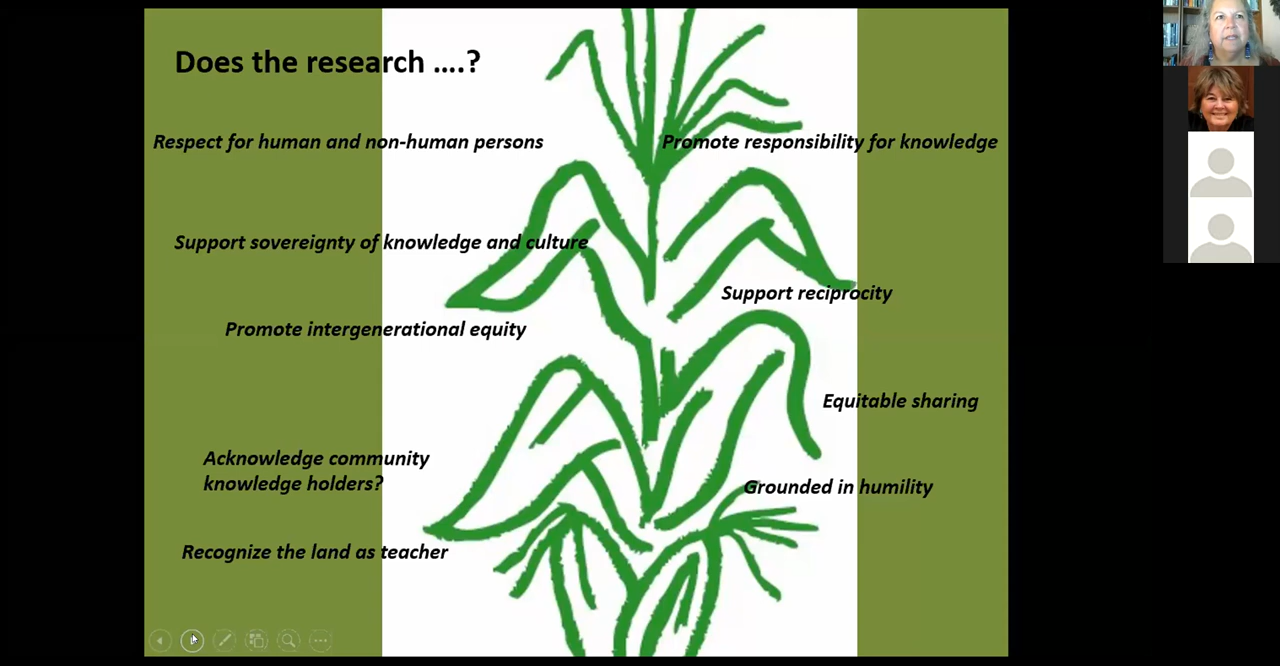 Does the research ....?
Respect for human and non-human persons
Promote responsibility for knowledge
Support sovereignty of knowledge and culture
Support reciprocity
Promote intergenerational equity
Equitable sharing
Acknowledge community
knowledge holders?
Grounded in humility
Recognize the land as teacher